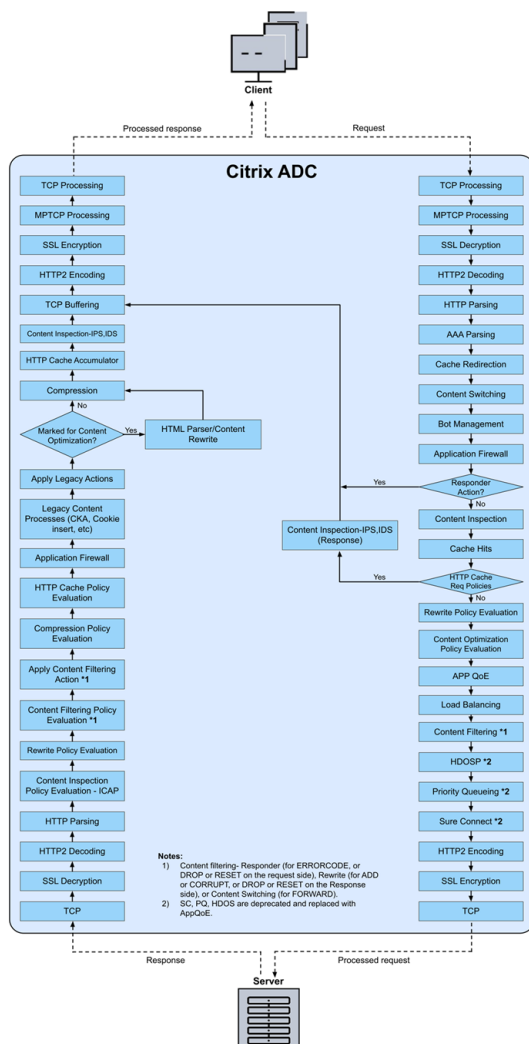 Client
Processed response
Request
Citrix ADC
TCP Processing
MPTCP Processing
SSL Encryption
HTTP2 Encoding
TCP Buffering
Content Inspection-IPS,IDS
HTTP Cache Accumulator
Compression
No
Marked for Content
Optimization?
Yes
HTML Parser/Content
Rewrite
Apply Legacy Actions
Legacy Content
Processes (CKA, Cookie
insert, etc)
Application Firewall
HTTP Cache Policy
Evaluation
Compression Policy
Evaluation
Apply Content Filtering
Action *1
Content Filtering Policy
Evaluation *1
Rewrite Policy Evaluation
Content Inspection
Policy Evaluation - ICAP
HTTP Parsing
HTTP2 Decoding
SSL Decryption
TCP
TCP Processing
MPTCP Processing
SSL Decryption
HTTP2 Decoding
HTTP Parsing
AAA Parsing
Cache Redirection
Content Switching
Bot Management
Application Firewall
Responder
Action?
Yes
No
Content Inspection-IPS,IDS
(Response)
Content Inspection
Cache Hits
HTTP Cache
Req Policies
Yes
No
Rewrite Policy Evaluation
Content Optimization
Policy Evaluation
APP QoE
Load Balancing
Content Filtering *1
HDOSP *2
Priority Queueing *2
Sure Connect *2
HTTP2 Encoding
SSL Encryption
TCP
Notes:
1) Content filtering- Responder (for ERRORCODE, or
DROP or RESET on the request side), Rewrite (for ADD
or CORRUPT, or DROP or RESET on the Response
side), or Content Switching (for FORWARD).
2) SC, PQ, HDOS are deprecated and replaced with
AppQoE.
Response
Processed request
Server